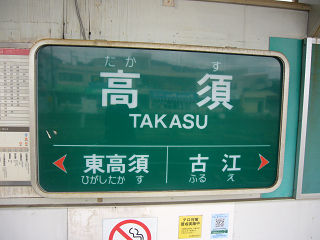 たか す
高 須
TAKASU
東高須 古江
ひがしたか す ふる え